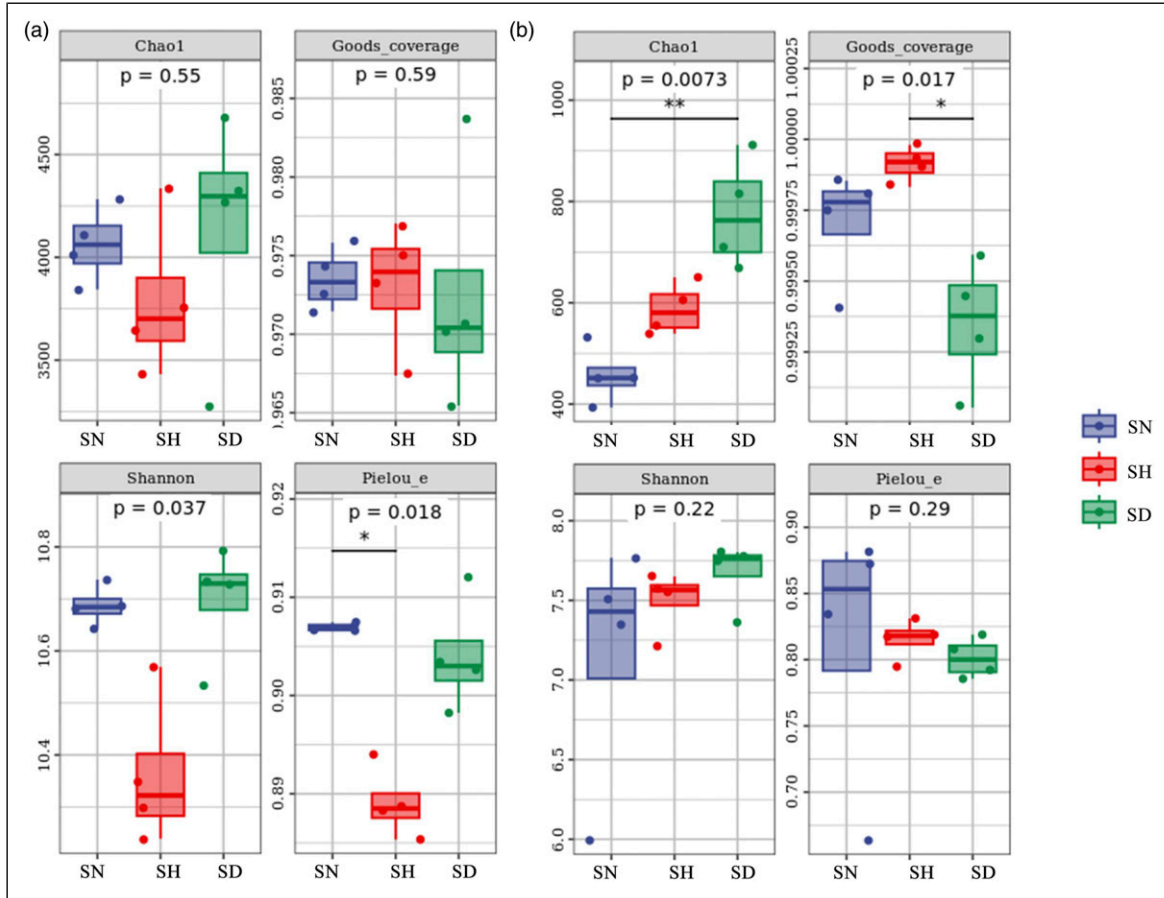 (a)
Chao1
p = 0.55
4500
4000
3500
SN SH SD
Goods_coverage
p = 0.59
0.985
0.980
0.975
0.970
).965
SN SH SD
Shannon
p = 0.037
10.8
10.6
10.4
SN SH SD
Pielou_e
p = 0.018
*
0.92
0.91
0.90
0.89
SN SH SD
(b)
Chao1
p = 0.0073
**
1000
800
600
400
SN SH SD
Goods_coverage
p = 0.017
*
1.00025
1.00000
0.99975
0.99950
0.99925
SN SH SD
Shannon
p = 0.22
8.0
7.5
7.0
6.5
6.0
SN SH SD
Pielou_e
p = 0.29
0.90
0.85
0.80
0.75
0.70
SN SH SD
SN
SH
SD